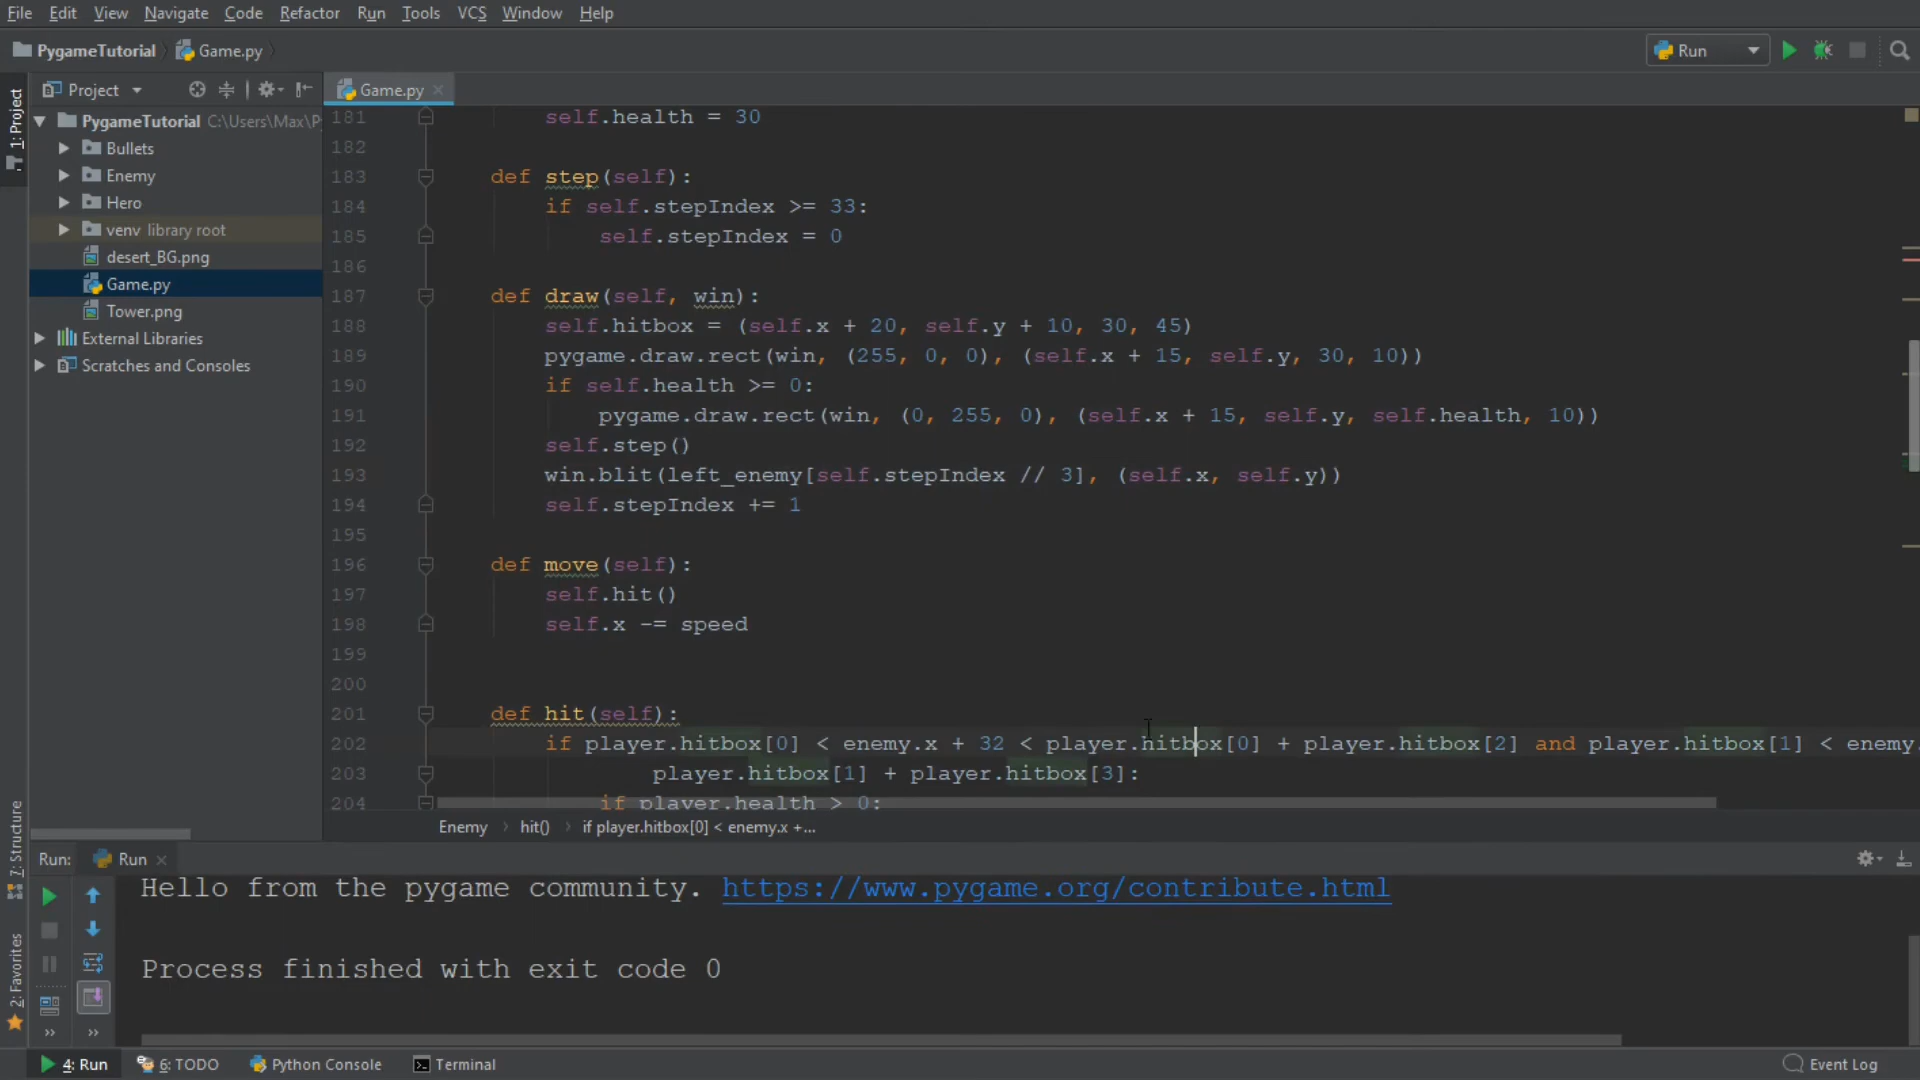 File Edit View Navigate Code Refactor Run Tools VCS Window Help
PygameTutorial Game.py
Run
1: Project
Project
Game.py
PygameTutorial C:\Users\Max\P
Bullets
Enemy
Hero
venv library root
desert_BG.png
Game.py
Tower.png
External Libraries
Scratches and Consoles
181 self.health = 30
182
183 def step(self):
184 if self.stepIndex >= 33:
185 self.stepIndex = 0
186
187 def draw(self, win):
188 self.hitbox = (self.x + 20, self.y + 10, 30, 45)
189 pygame.draw.rect(win, (255, 0, 0), (self.x + 15, self.y, 30, 10))
190 if self.health >= 0:
191 pygame.draw.rect(win, (0, 255, 0), (self.x + 15, self.y, self.health, 10))
192 self.step()
193 win.blit(left_enemy[self.stepIndex // 3], (self.x, self.y))
194 self.stepIndex += 1
195
196 def move(self):
197 self.hit()
198 self.x -= speed
199
200
201 def hit(self):
202 if player.hitbox[0] < enemy.x + 32 < player.hitbox[0] + player.hitbox[2] and player.hitbox[1] < enemy.
203 player.hitbox[1] + player.hitbox[3]:
204 if player.health > 0:
Enemy hit() if player.hitbox[0] < enemy.x +...
7: Structure
2: Favorites
Run: Run
Hello from the pygame community. https://www.pygame.org/contribute.html
Process finished with exit code 0
4: Run 6: TODO Python Console Terminal Event Log